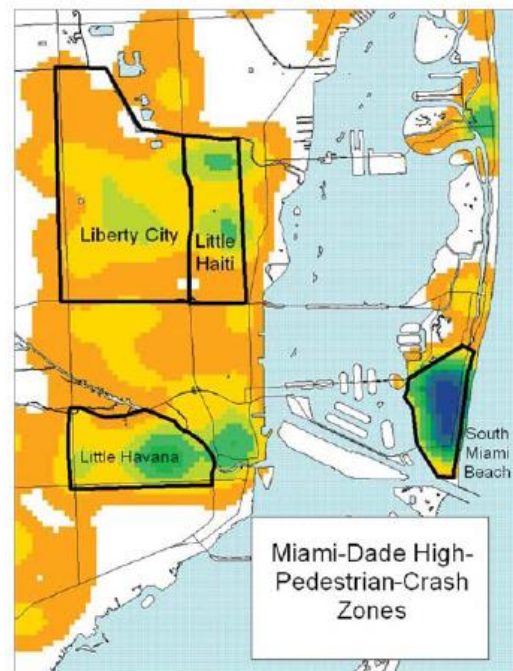 Liberty City
Little
Haiti
Little Havana
South
Miami
Beach
Miami-Dade High-
Pedestrian-Crash
Zones